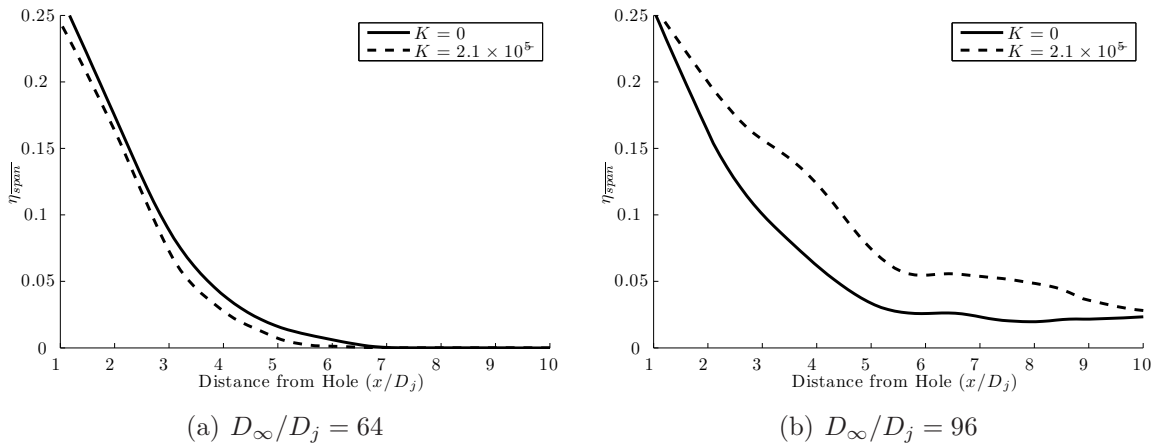 0.25
0.2
0.15
0.1
0.05
0
η_span
1 2 3 4 5 6 7 8 9 10
Distance from Hole (x/D_j)
K = 0
K = 2.1 × 10^5
(a) D_∞/D_j = 64
0.25
0.2
0.15
0.1
0.05
0
η_span
1 2 3 4 5 6 7 8 9 10
Distance from Hole (x/D_j)
K = 0
K = 2.1 × 10^5
(b) D_∞/D_j = 96